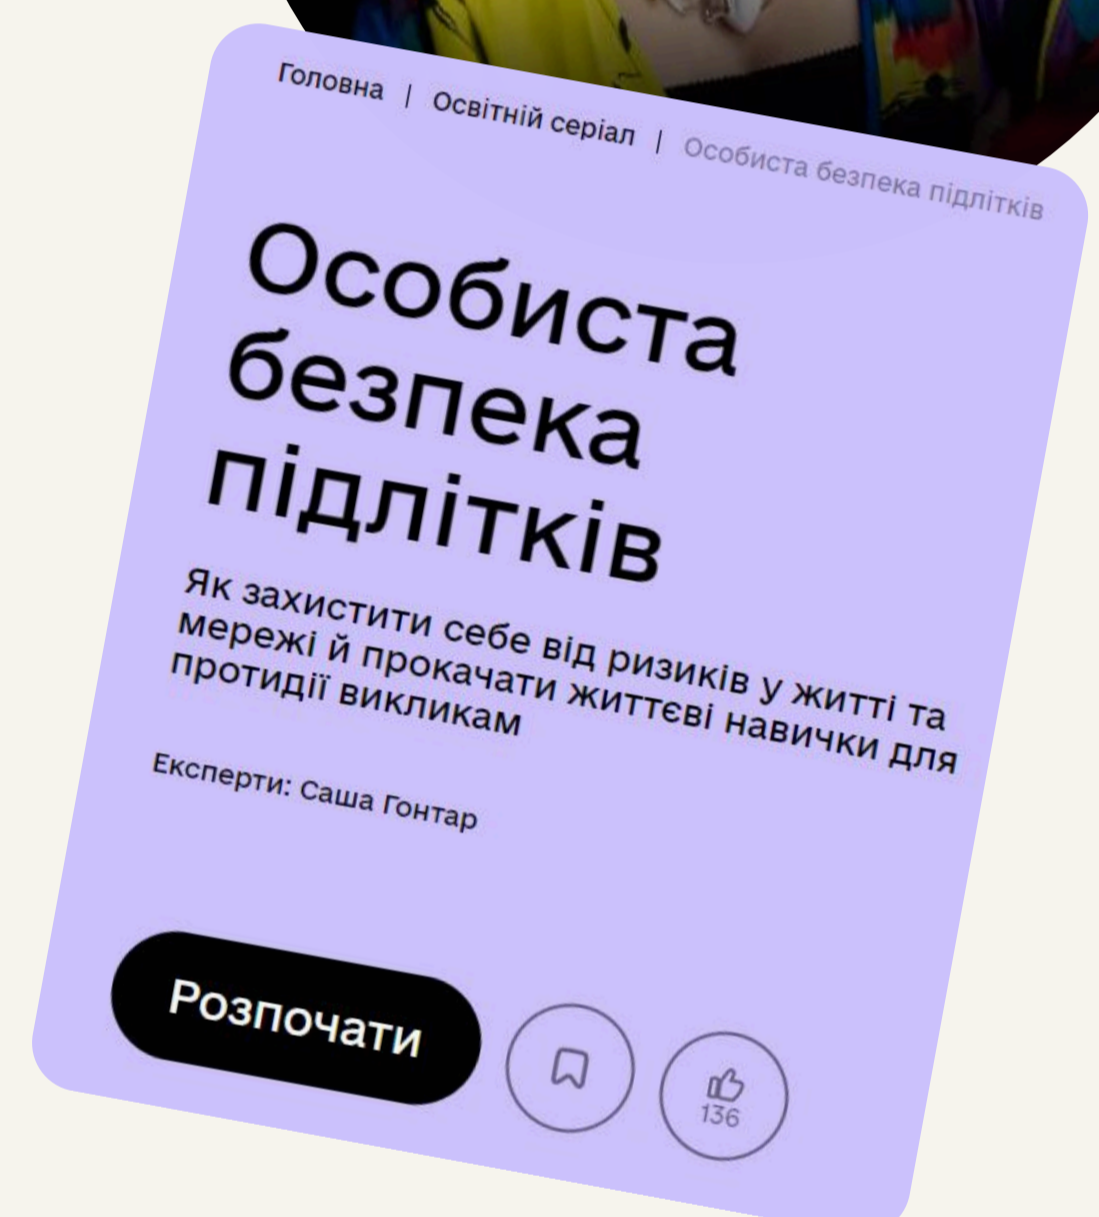 Головна | Освітній серіал | Особиста безпека підлітків
Особиста
безпека
підлітків
Як захистити себе від ризиків у житті та
мережі й прокачати життєві навички для
протидії викликам
Експерти: Саша Гонтар
Розпочати
136